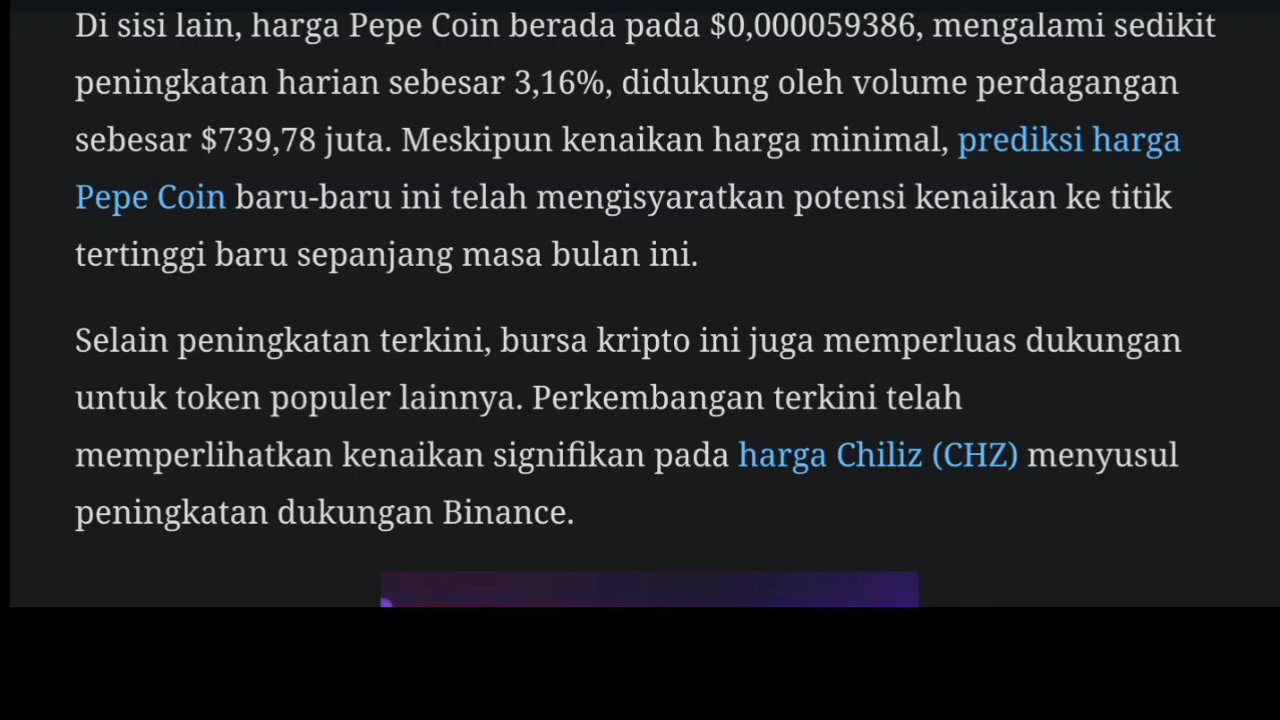 Di sisi lain, harga Pepe Coin berada pada $0,000059386, mengalami sedikit
peningkatan harian sebesar 3,16%, didukung oleh volume perdagangan
sebesar $739,78 juta. Meskipun kenaikan harga minimal, prediksi harga
Pepe Coin baru-baru ini telah mengisyaratkan potensi kenaikan ke titik
tertinggi baru sepanjang masa bulan ini.
Selain peningkatan terkini, bursa kripto ini juga memperluas dukungan
untuk token populer lainnya. Perkembangan terkini telah
memperlihatkan kenaikan signifikan pada harga Chiliz (CHZ) menyusul
peningkatan dukungan Binance.